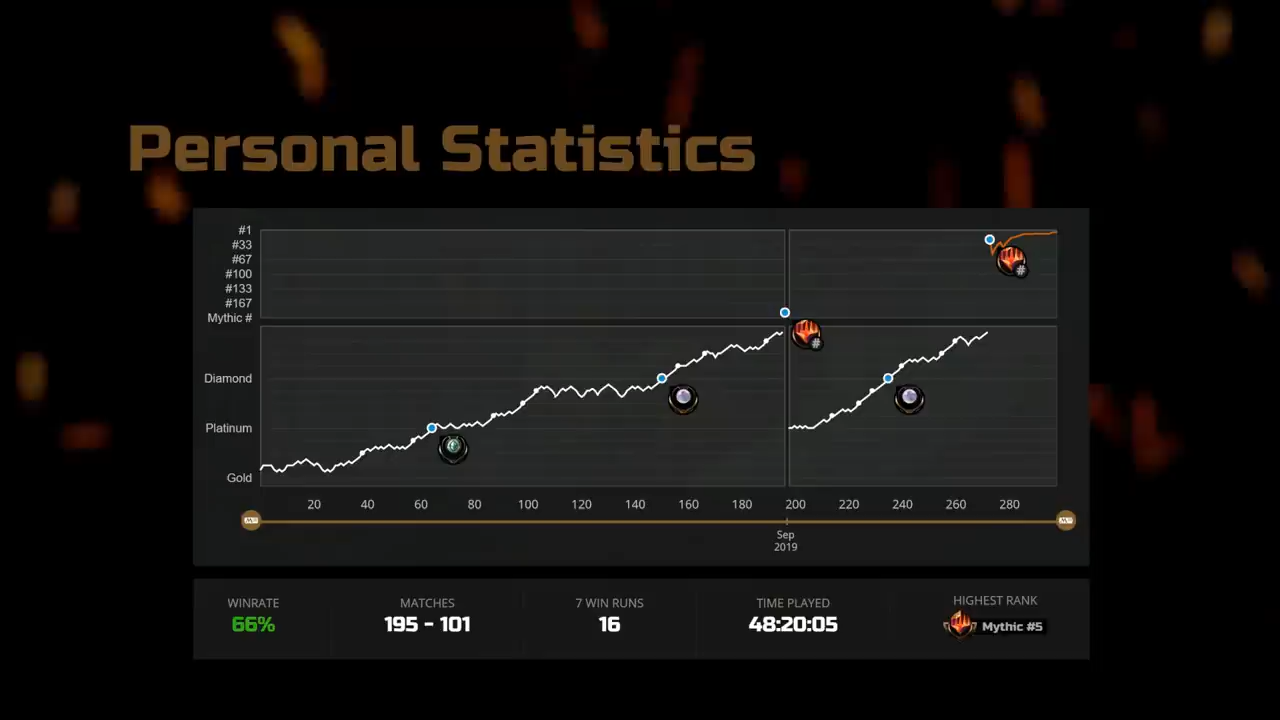 Personal Statistics
#1
#33
#67
#100
#133
#167
Mythic #
Diamond
Platinum
Gold
20 40 60 80 100 120 140 160 180 200 220 240 260 280
Sep
2019
WINRATE MATCHES 7 WIN RUNS TIME PLAYED HIGHEST RANK
66% 195 - 101 16 48:20:05 Mythic #5